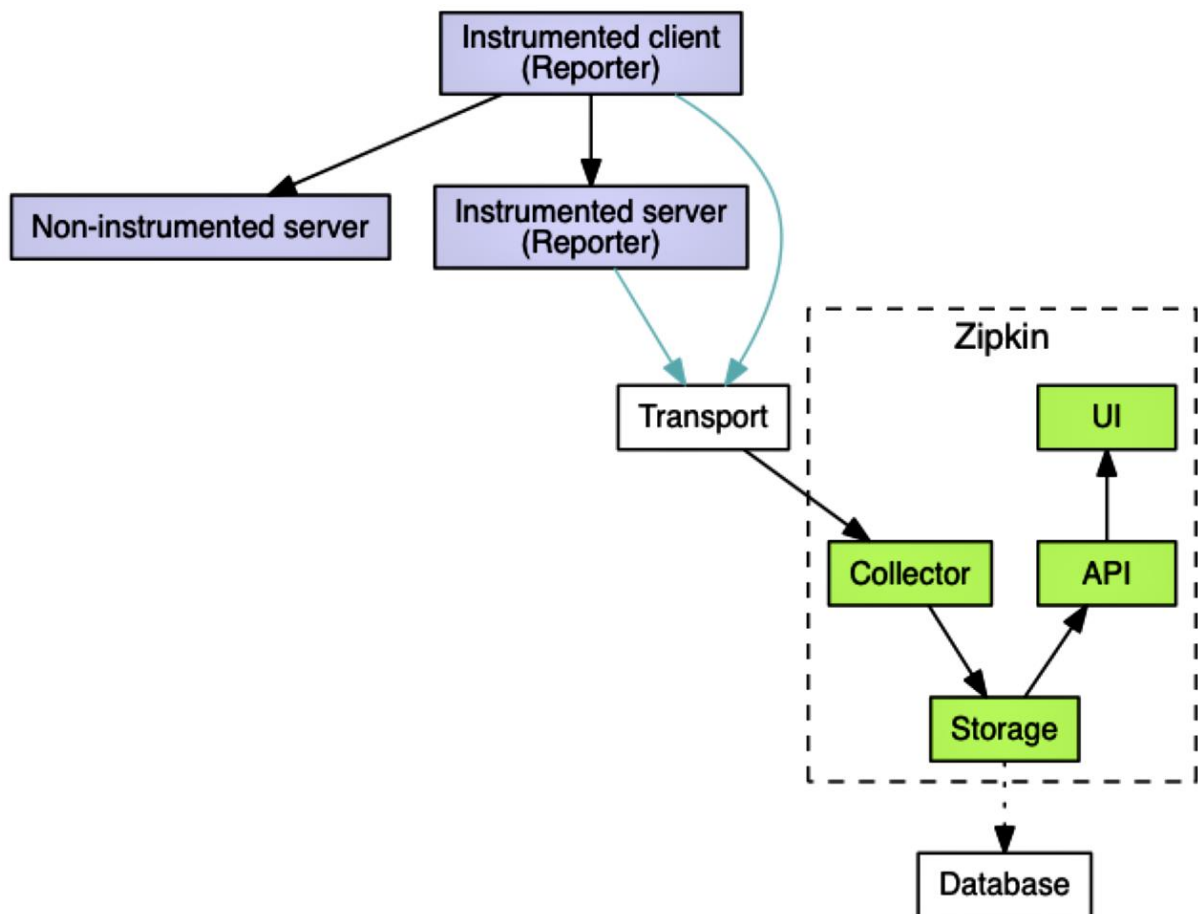 Instrumented client
(Reporter)
Non-instrumented server
Instrumented server
(Reporter)
Zipkin
Transport
UI
Collector
API
Storage
Database